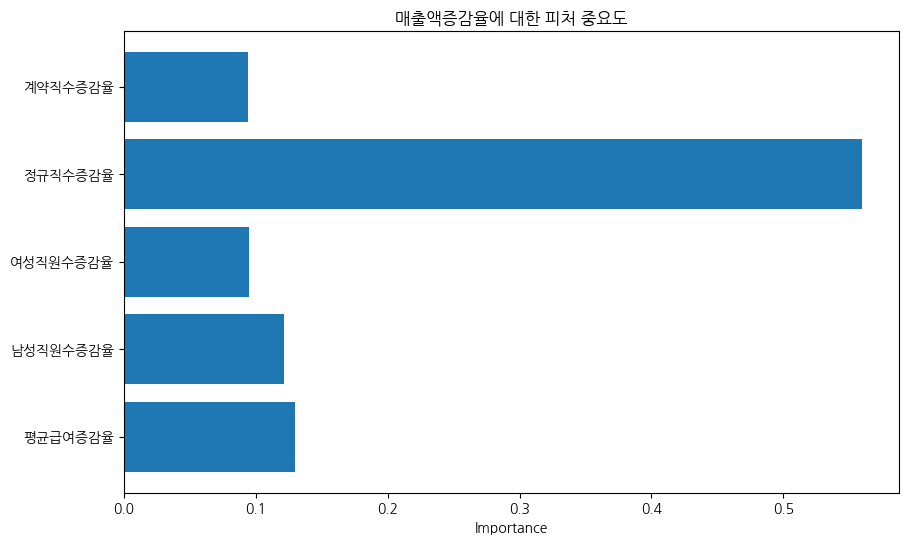 매출액증감율에 대한 피처 중요도
계약직수증감율
정규직수증감율
여성직원수증감율
남성직원수증감율
평균급여증감율
0.0 0.1 0.2 0.3 0.4 0.5
Importance